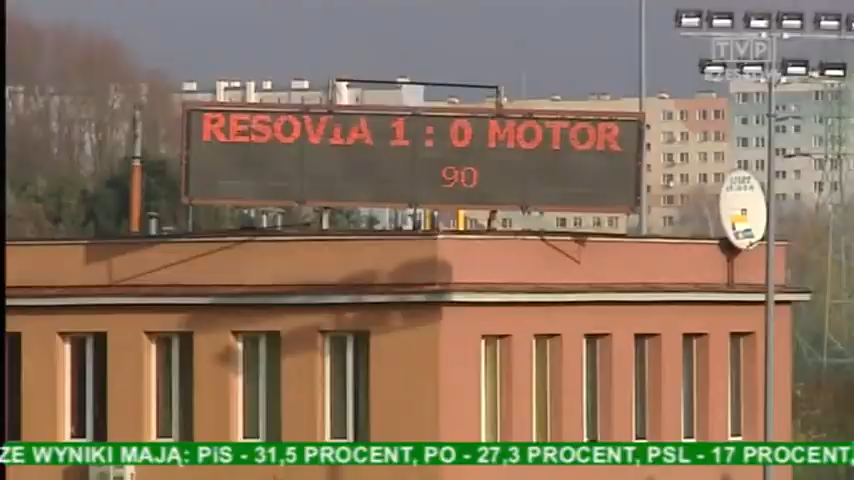 TVP
RZESZÓW
RESOVIA 1 : 0 MOTOR
90
ZE WYNIKI MAJĄ: PiS - 31,5 PROCENT, PO - 27,3 PROCENT, PSL - 17 PROCENT,